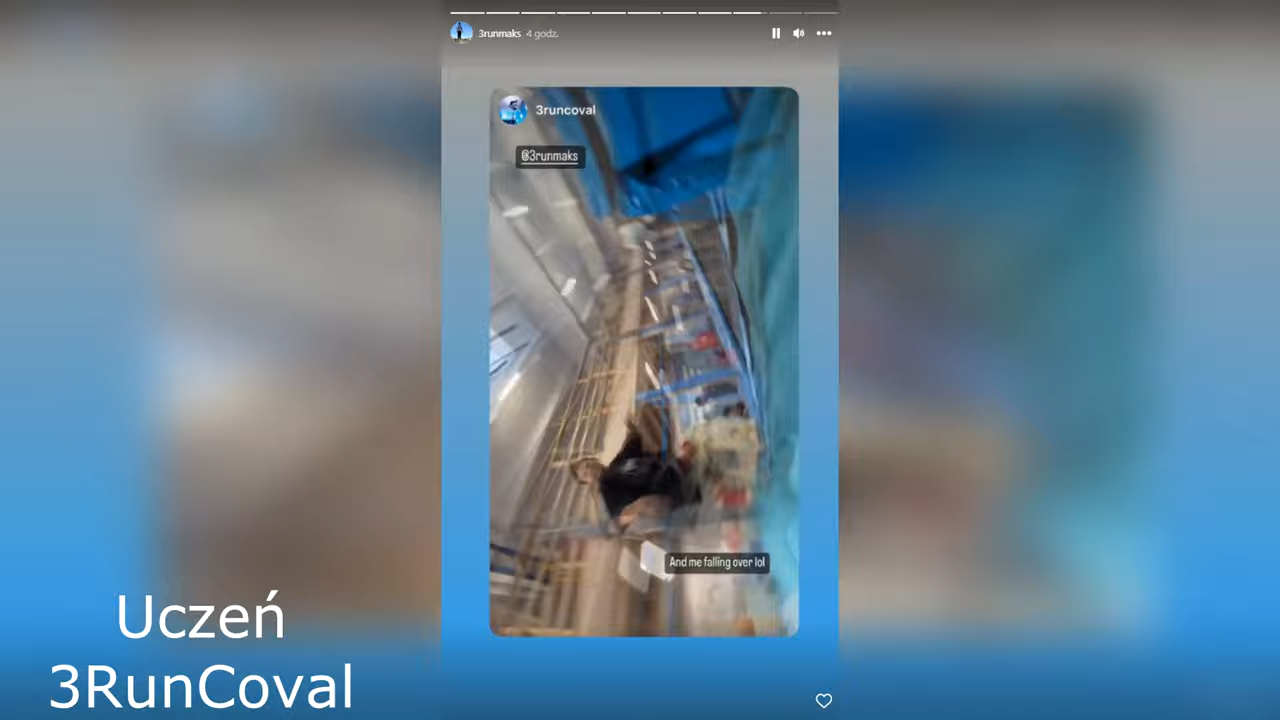 3runmaks 4 godz.
3runcoval
@3runmaks
And me falling over lol
Uczeń
3RunCoval